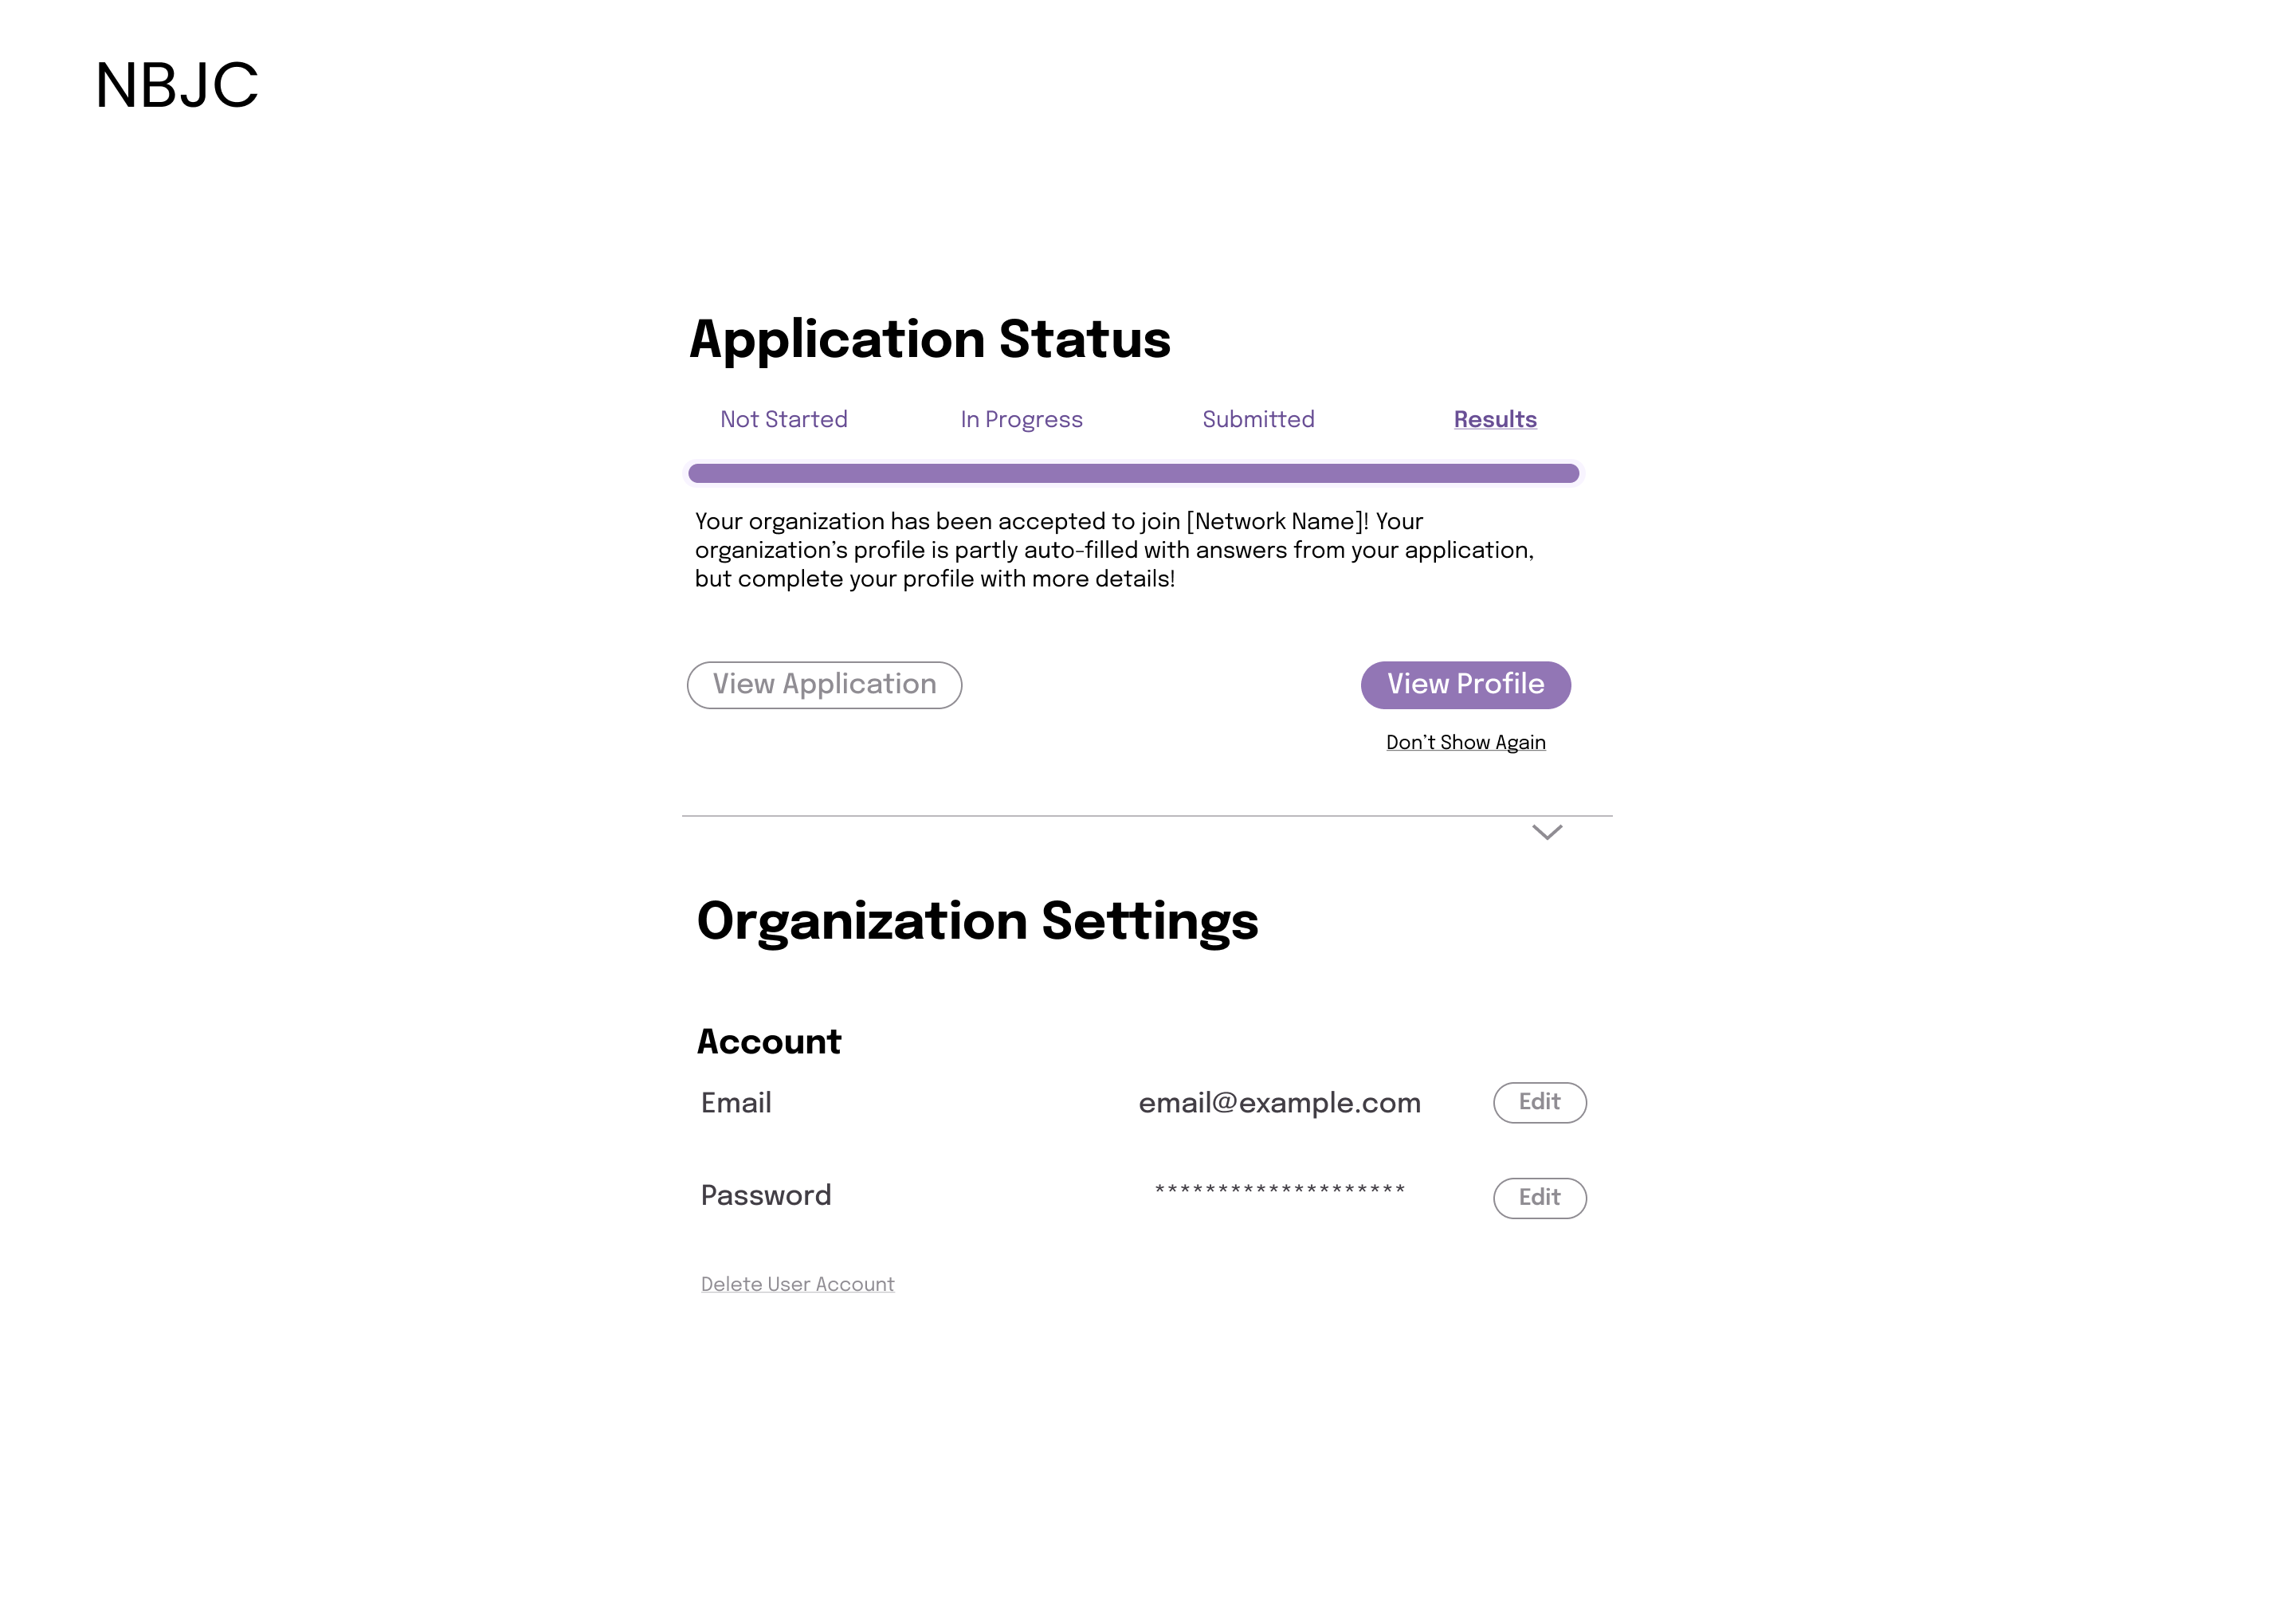 NBJC
Application Status
Not Started In Progress Submitted Results
Your organization has been accepted to join [Network Name]! Your
organization’s profile is partly auto-filled with answers from your application,
but complete your profile with more details!
View Application View Profile
Don’t Show Again
Organization Settings
Account
Email email@example.com Edit
Password ******************** Edit
Delete User Account